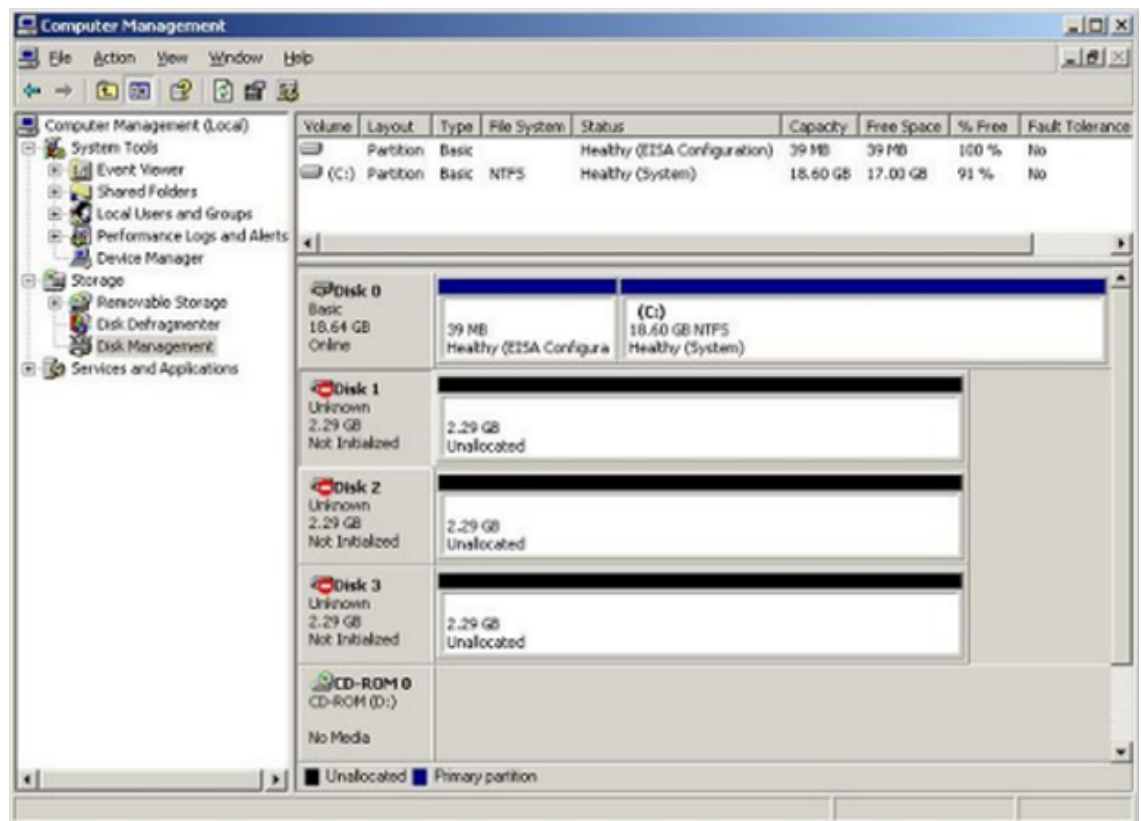 Computer Management
File Action View Window Help
Computer Management (Local)
System Tools
Event Viewer
Shared Folders
Local Users and Groups
Performance Logs and Alerts
Device Manager
Storage
Removable Storage
Disk Defragmenter
Disk Management
Services and Applications
Volume Layout Type File System Status Capacity Free Space % Free Fault Tolerance
Partition Basic Healthy (EISA Configuration) 39 MB 39 MB 100 % No
(C:) Partition Basic NTFS Healthy (System) 18.60 GB 17.00 GB 91 % No
Disk 0
Basic
18.64 GB
Online
39 MB
Healthy (EISA Configura
(C:)
18.60 GB NTFS
Healthy (System)
Disk 1
Unknown
2.29 GB
Not Initialized
2.29 GB
Unallocated
Disk 2
Unknown
2.29 GB
Not Initialized
2.29 GB
Unallocated
Disk 3
Unknown
2.29 GB
Not Initialized
2.29 GB
Unallocated
CD-ROM 0
CD-ROM (D:)
No Media
Unallocated Primary partition